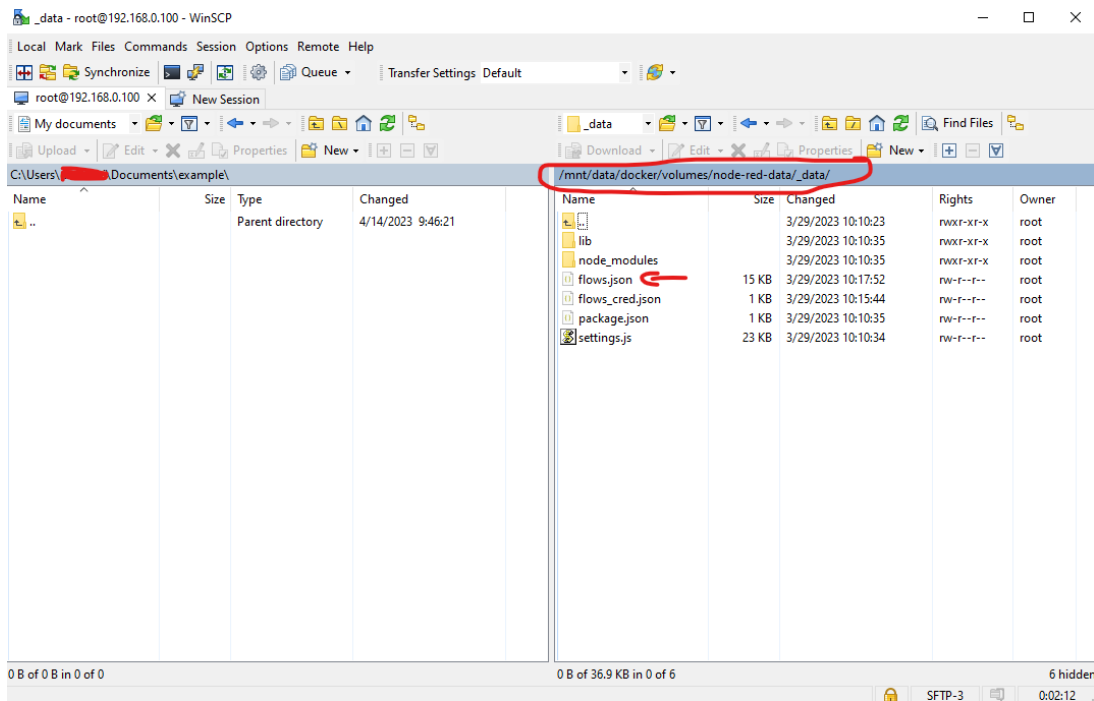 _data - root@192.168.0.100 - WinSCP
Local Mark Files Commands Session Options Remote Help
Synchronize Queue Transfer Settings Default
root@192.168.0.100 × New Session
My documents
_data Find Files
Upload Edit Properties New
Download Edit Properties New
C:\Users\ \Documents\example\
/mnt/data/docker/volumes/node-red-data/_data/
Name Size Type Changed
.. Parent directory 4/14/2023 9:46:21
Name Size Changed Rights Owner
.. 3/29/2023 10:10:23 rwxr-xr-x root
lib 3/29/2023 10:10:35 rwxr-xr-x root
node_modules 3/29/2023 10:10:35 rwxr-xr-x root
flows.json 15 KB 3/29/2023 10:17:52 rw-r--r-- root
flows_cred.json 1 KB 3/29/2023 10:15:44 rw-r--r-- root
package.json 1 KB 3/29/2023 10:10:35 rw-r--r-- root
settings.js 23 KB 3/29/2023 10:10:34 rw-r--r-- root
0 B of 0 B in 0 of 0
0 B of 36.9 KB in 0 of 6 6 hidden
SFTP-3 0:02:12